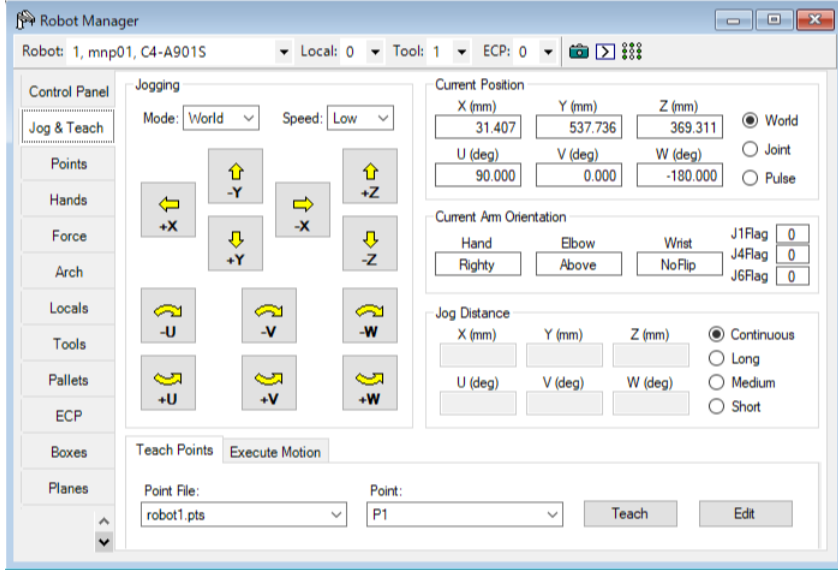 Robot Manager
Robot: 1, mnp01, C4-A901S Local: 0 Tool: 1 ECP: 0
Control Panel
Jog & Teach
Points
Hands
Force
Arch
Locals
Tools
Pallets
ECP
Boxes
Planes
Jogging
Mode: World Speed: Low
-Y +Z
+X -X
+Y -Z
-U -V -W
+U +V +W
Current Position
X (mm) Y (mm) Z (mm)
31.407 537.736 369.311
U (deg) V (deg) W (deg)
90.000 0.000 -180.000
World
Joint
Pulse
Current Arm Orientation
Hand Elbow Wrist
Righty Above NoFlip
J1Flag 0
J4Flag 0
J6Flag 0
Jog Distance
X (mm) Y (mm) Z (mm)
U (deg) V (deg) W (deg)
Continuous
Long
Medium
Short
Teach Points Execute Motion
Point File: Point:
robot1.pts P1 Teach Edit